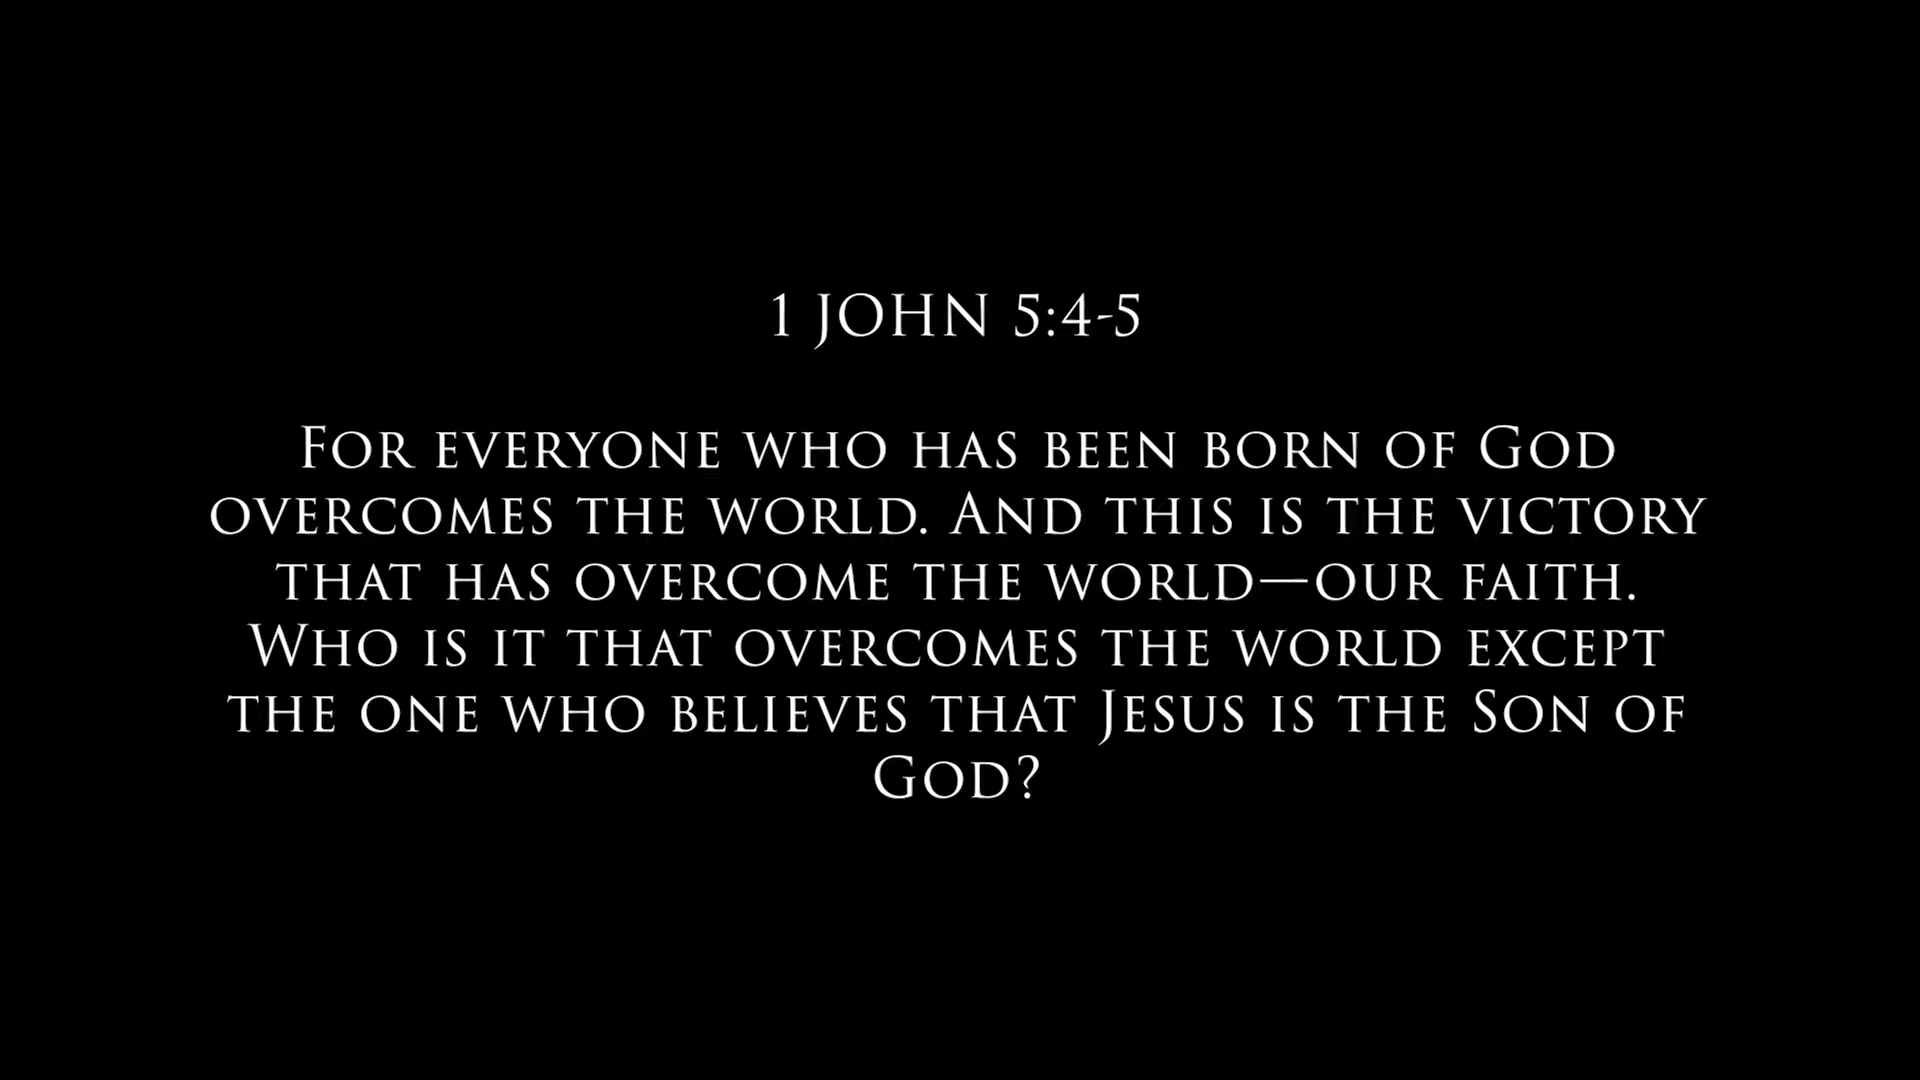 1 JOHN 5:4-5
For everyone who has been born of God
overcomes the world. And this is the victory
that has overcome the world—our faith.
Who is it that overcomes the world except
the one who believes that Jesus is the Son of
God?